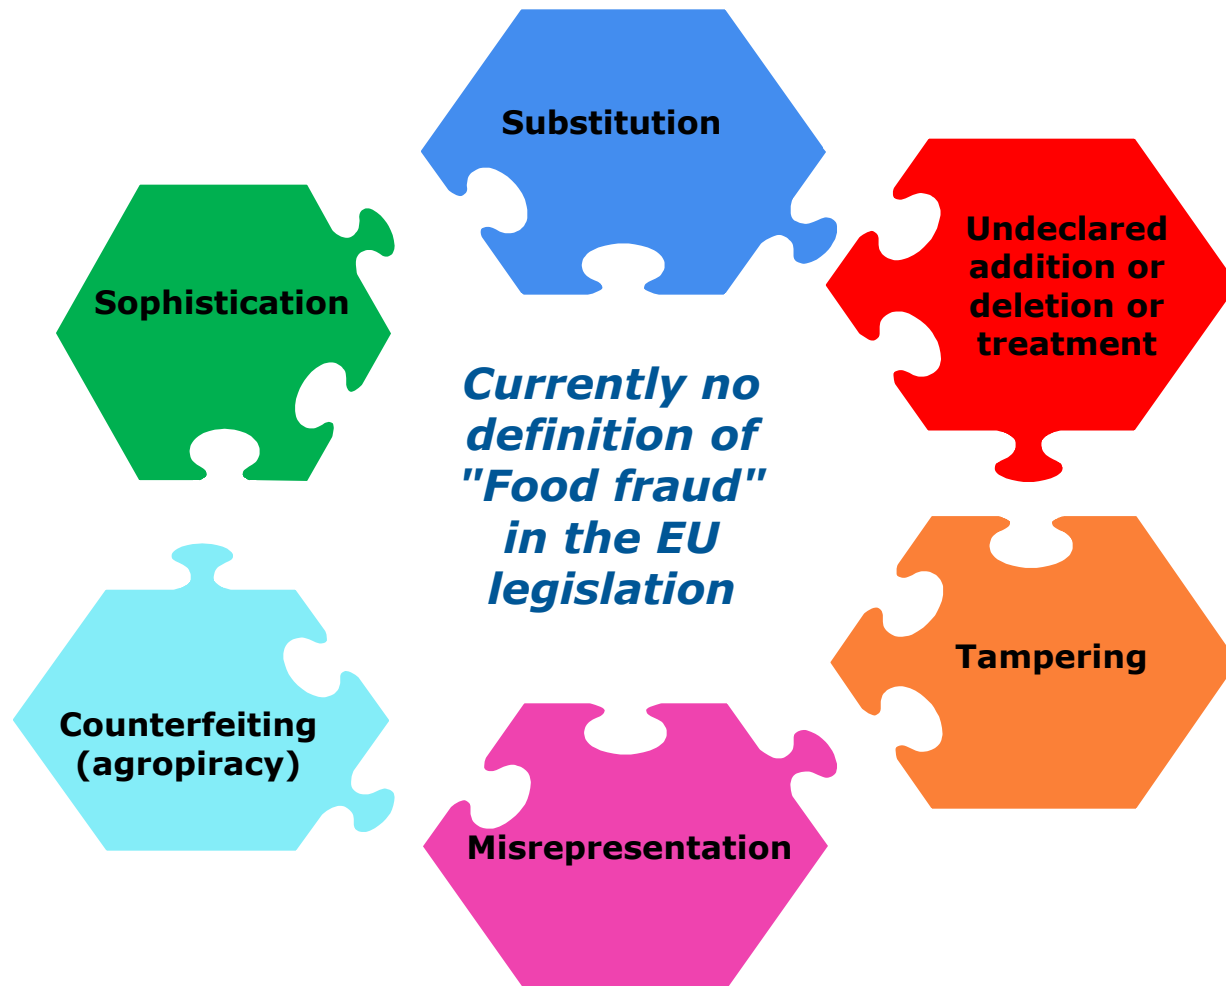 Substitution
Undeclared
addition or
deletion or
treatment
Sophistication
Currently no
definition of
"Food fraud"
in the EU
legislation
Tampering
Counterfeiting
(agropiracy)
Misrepresentation